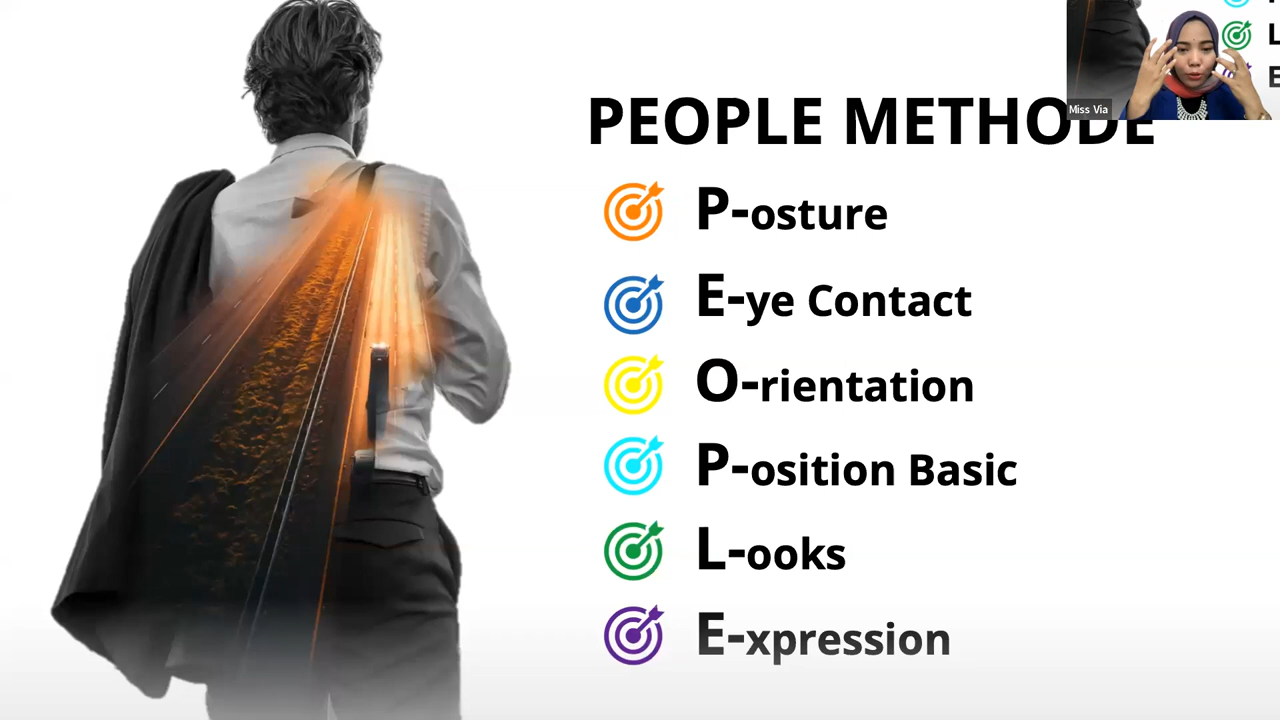 PEOPLE METHODE
Miss Via
P-osture
E-ye Contact
O-rientation
P-osition Basic
L-ooks
E-xpression
L
E